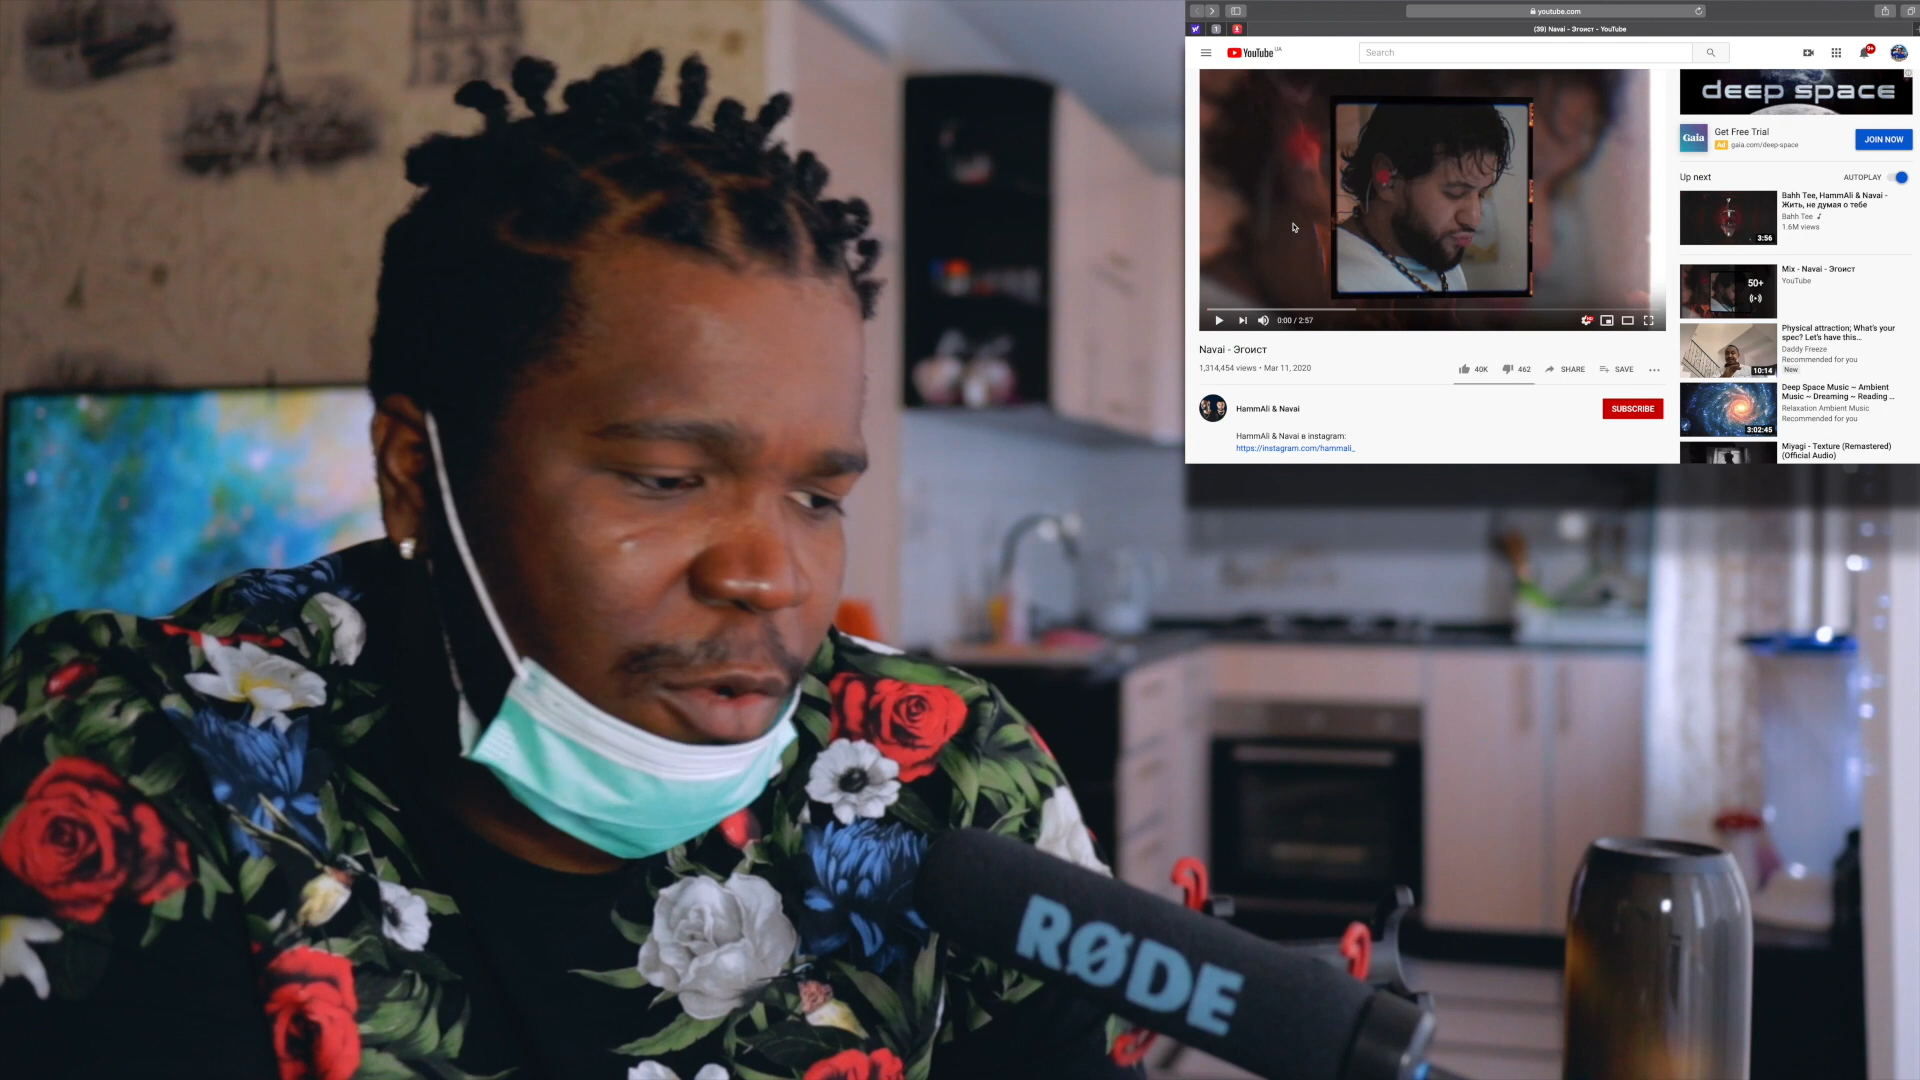 youtube.com
(39) Navai - Эгоист - YouTube
YouTube UA
Search
9+
deep space
Gaia
Get Free Trial
Ad gaia.com/deep-space
JOIN NOW
Up next
AUTOPLAY
Bahh Tee, HammAli & Navai -
Жить, не думая о тебе
Bahh Tee
1.6M views
3:56
Mix - Navai - Эгоист
YouTube
50+
Physical attraction; What's your
spec? Let's have this...
Daddy Freeze
Recommended for you
New
10:14
Deep Space Music ~ Ambient
Music ~ Dreaming ~ Reading ...
Relaxation Ambient Music
Recommended for you
3:02:45
Miyagi - Texture (Remastered)
(Official Audio)
0:00 / 2:57
Navai - Эгоист
1,314,454 views • Mar 11, 2020
40K
462
SHARE
SAVE
HammAli & Navai
SUBSCRIBE
HammAli & Navai в instagram:
https://instagram.com/hammali_
RØDE